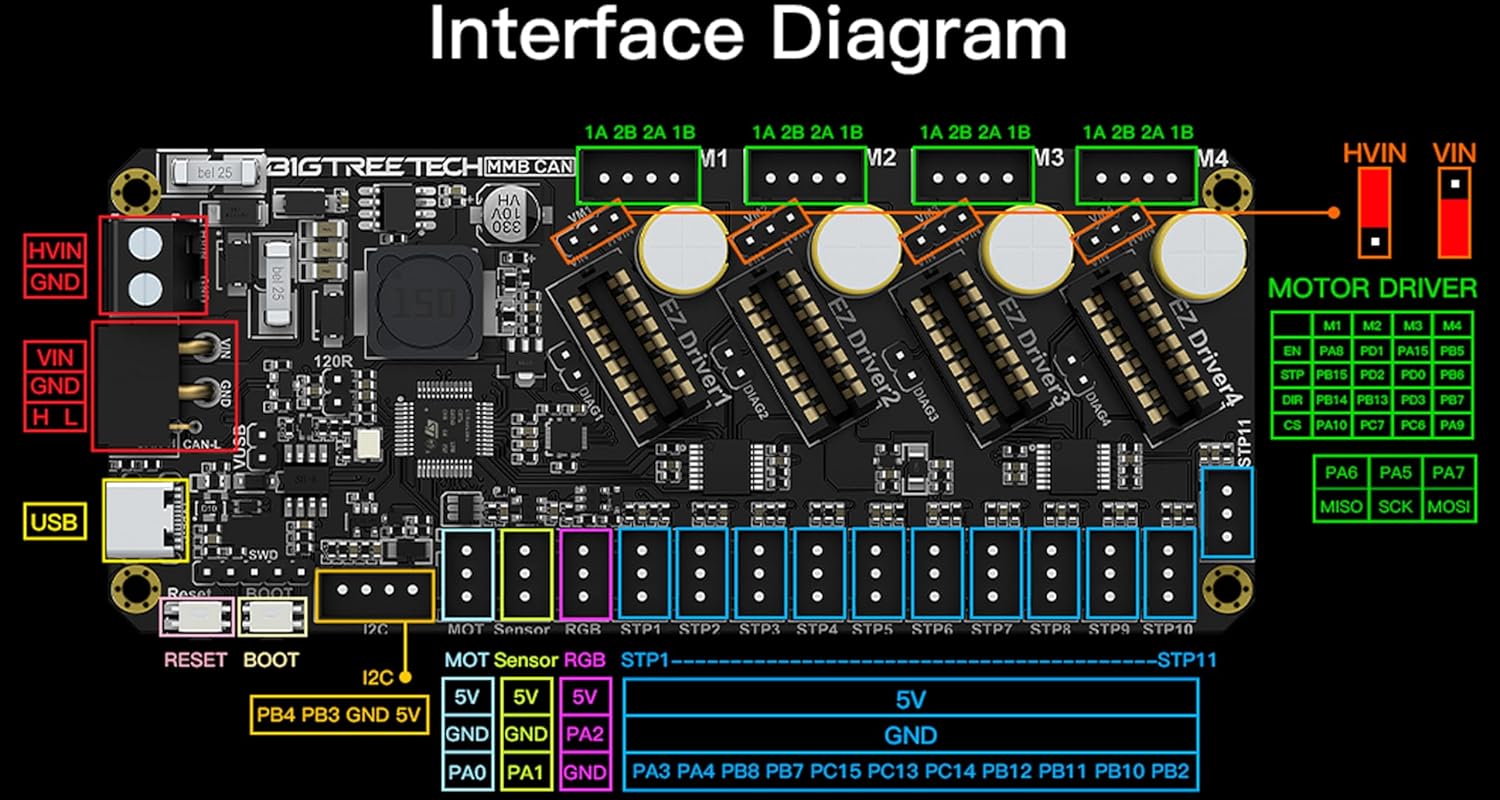 Interface Diagram
1A 2B 2A 1B
1A 2B 2A 1B
1A 2B 2A 1B
1A 2B 2A 1B
BIGTREETECH MMB CAN
M1
M2
M3
M4
HVIN
VIN
bel 25
330
10V
VH
VM1
VM2
VM3
VM4
HVIN
GND
bel 25
150
VIN
GND
H L
VIN
GND
CAN-L
120R
VUSB
DIAG1
DIAG2
DIAG3
DIAG4
EZ Driver1
EZ Driver2
EZ Driver3
EZ Driver4
STP11
MOTOR DRIVER
M1 M2 M3 M4
EN PA8 PD1 PA15 PB5
STP PB15 PD2 PD0 PB6
DIR PB14 PB13 PD3 PB7
CS PA10 PC7 PC6 PA9
PA6 PA5 PA7
MISO SCK MOSI
USB
SWD
Reset
BOOT
I2C
MOT Sensor RGB STP1 STP2 STP3 STP4 STP5 STP6 STP7 STP8 STP9 STP10
RESET
BOOT
I2C
PB4 PB3 GND 5V
MOT Sensor RGB STP1------------------------------------------STP11
5V 5V 5V 5V
GND GND PA2 GND
PA0 PA1 GND PA3 PA4 PB8 PB7 PC15 PC13 PC14 PB12 PB11 PB10 PB2